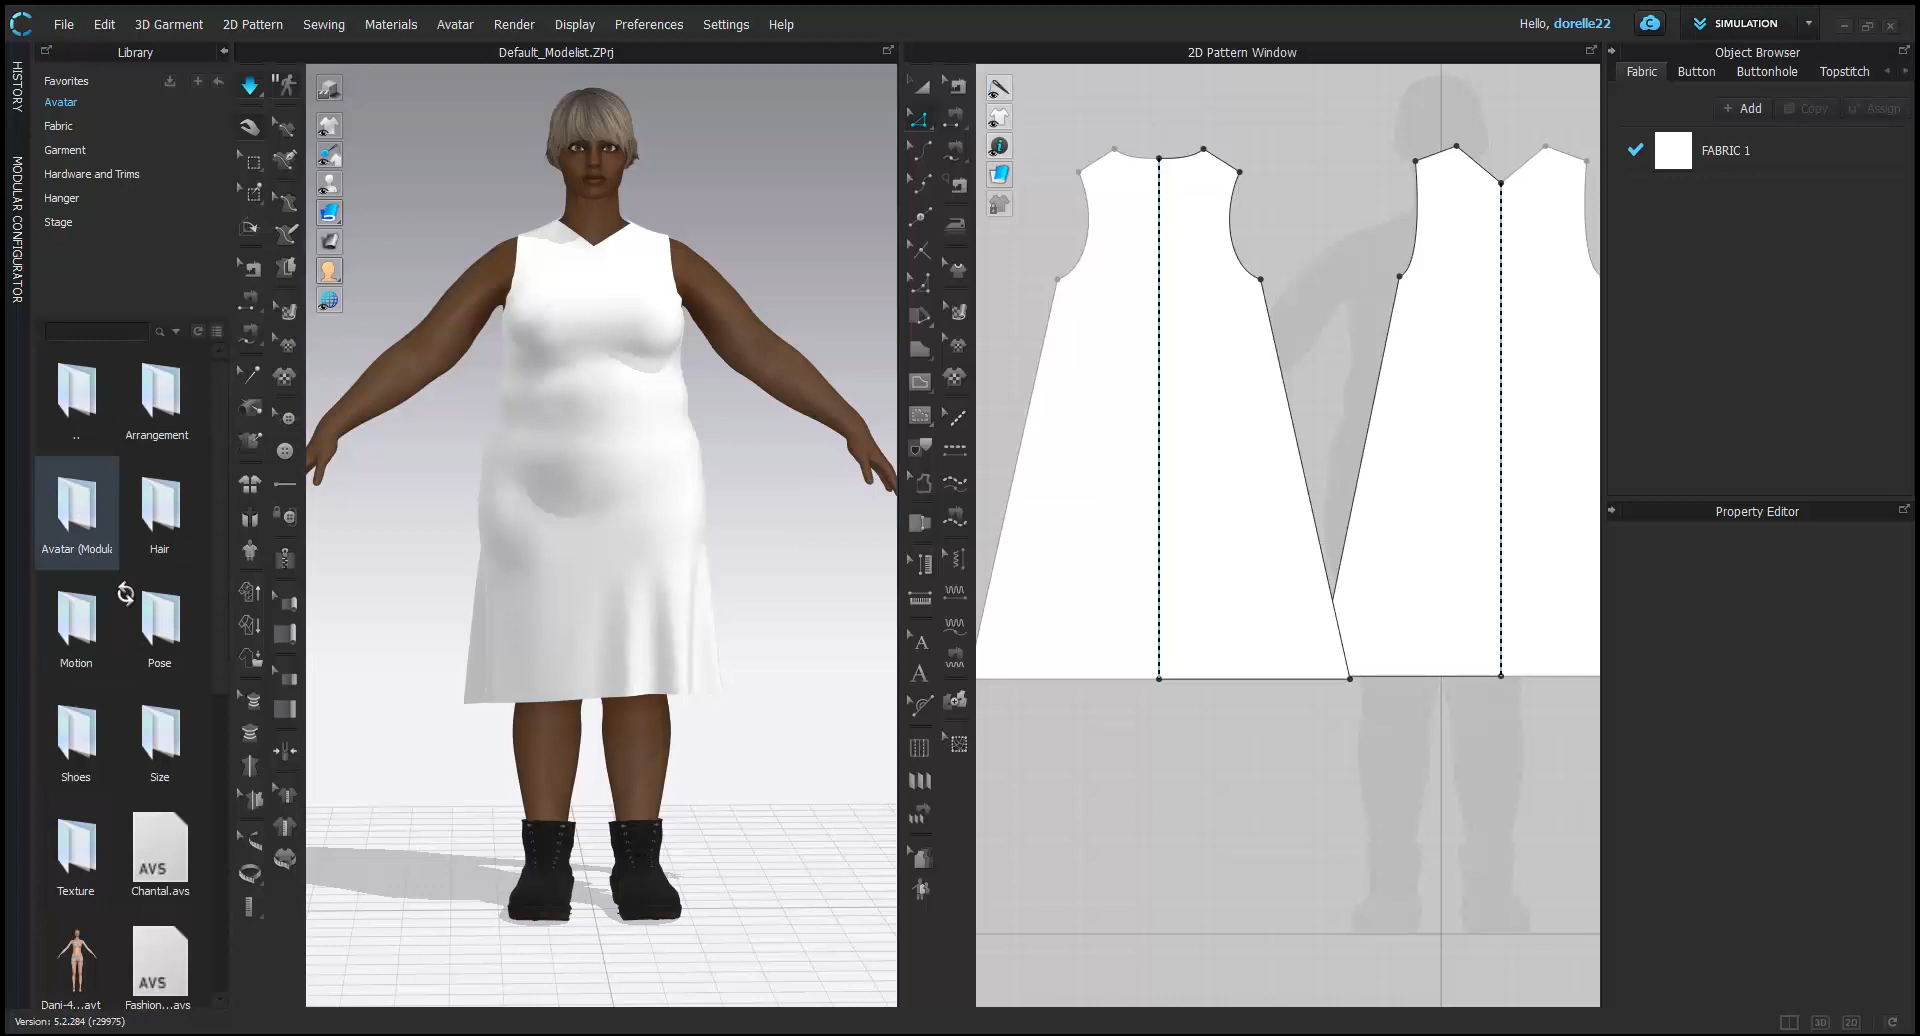 File Edit 3D Garment 2D Pattern Sewing Materials Avatar Render Display Preferences Settings Help
Hello, dorelle22
SIMULATION
Library
Default_Modelist.ZPrj
2D Pattern Window
Object Browser
HISTORY
MODULAR CONFIGURATOR
Favorites
Avatar
Fabric
Garment
Hardware and Trims
Hanger
Stage
Fabric Button Buttonhole Topstitch
+ Add Copy Assign
FABRIC 1
Property Editor
..
Arrangement
Avatar (Modula
Hair
Motion
Pose
Shoes
Size
Texture
AVS
Chantal.avs
Dani-4...avt
AVS
Fashion...avs
A
A
Version: 5.2.284 (r29975)
3D
2D